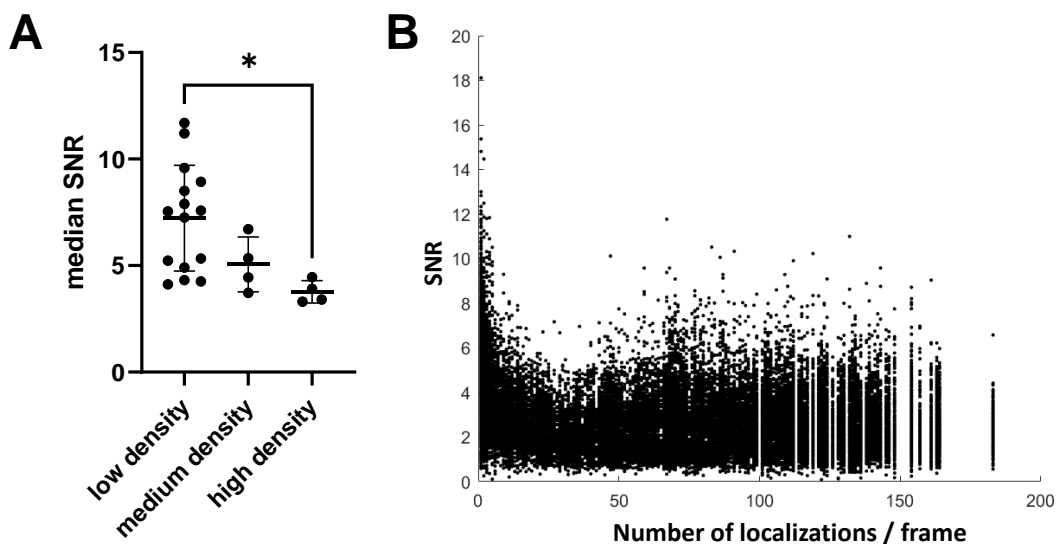 A
15
10
5
0
median SNR
*
low density
medium density
high density
B
20
18
16
14
12
10
8
6
4
2
0
SNR
0 50 100 150 200
Number of localizations / frame